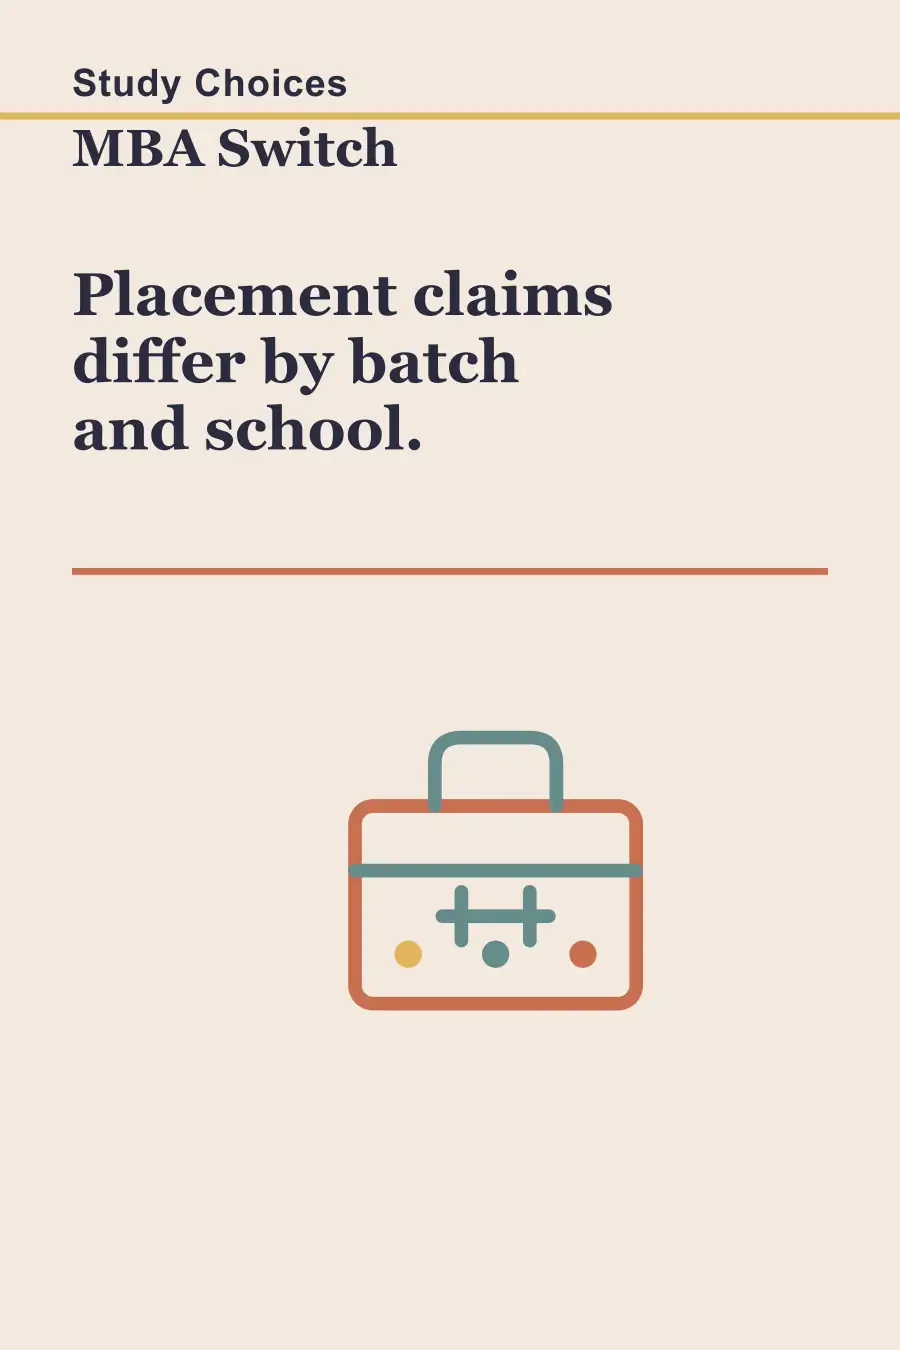 Study Choices
MBA Switch
Placement claims
differ by batch
and school.